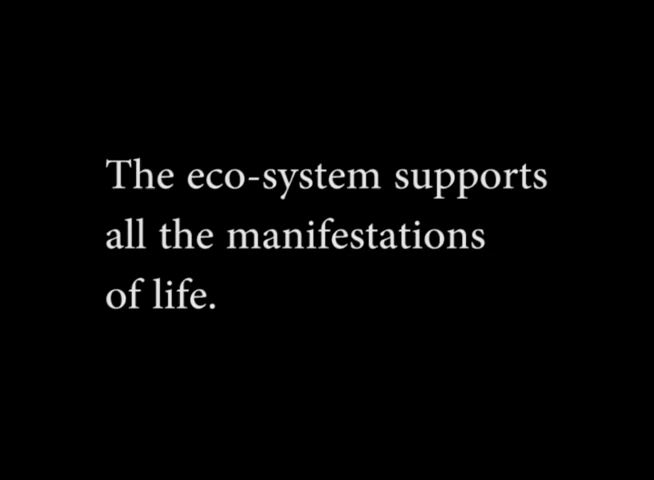 The eco-system supports
all the manifestations
of life.